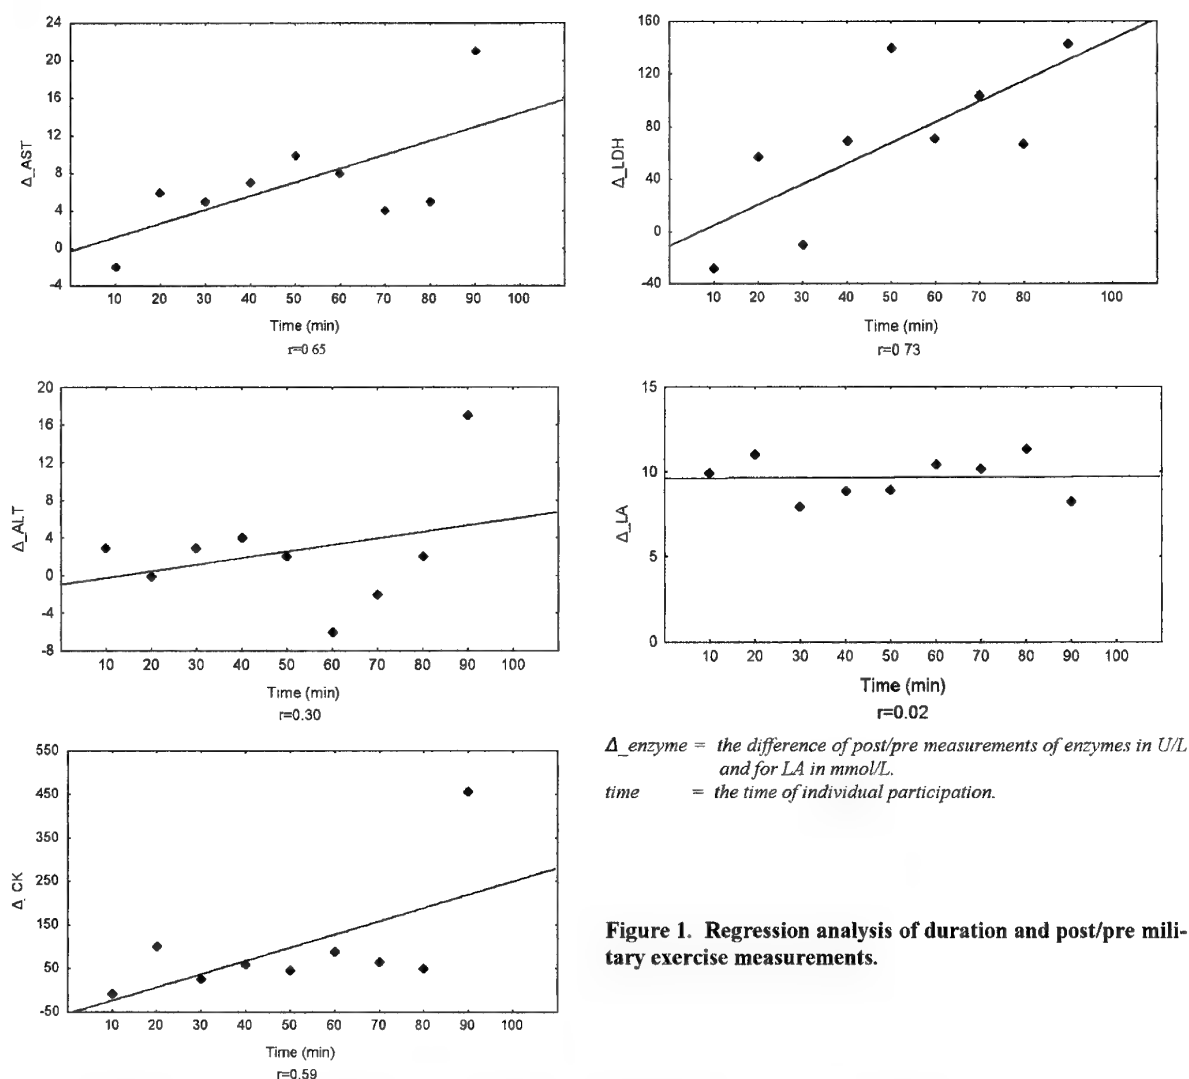 24
20
16
12
8
4
0
-4
Δ_AST
10 20 30 40 50 60 70 80 90 100
Time (min)
r=0 65
160
120
80
40
0
-40
Δ_LDH
10 20 30 40 50 60 70 80 90 100
Time (min)
r=0 73
20
16
12
8
4
0
-4
-8
Δ_ALT
10 20 30 40 50 60 70 80 90 100
Time (min)
r=0.30
15
10
5
0
Δ_LA
10 20 30 40 50 60 70 80 90 100
Time (min)
r=0.02
550
450
350
250
150
50
-50
Δ_CK
10 20 30 40 50 60 70 80 90 100
Time (min)
r=0.59
Δ_enzyme = the difference of post/pre measurements of enzymes in U/L
and for LA in mmol/L.
time = the time of individual participation.
Figure 1. Regression analysis of duration and post/pre mili-
tary exercise measurements.